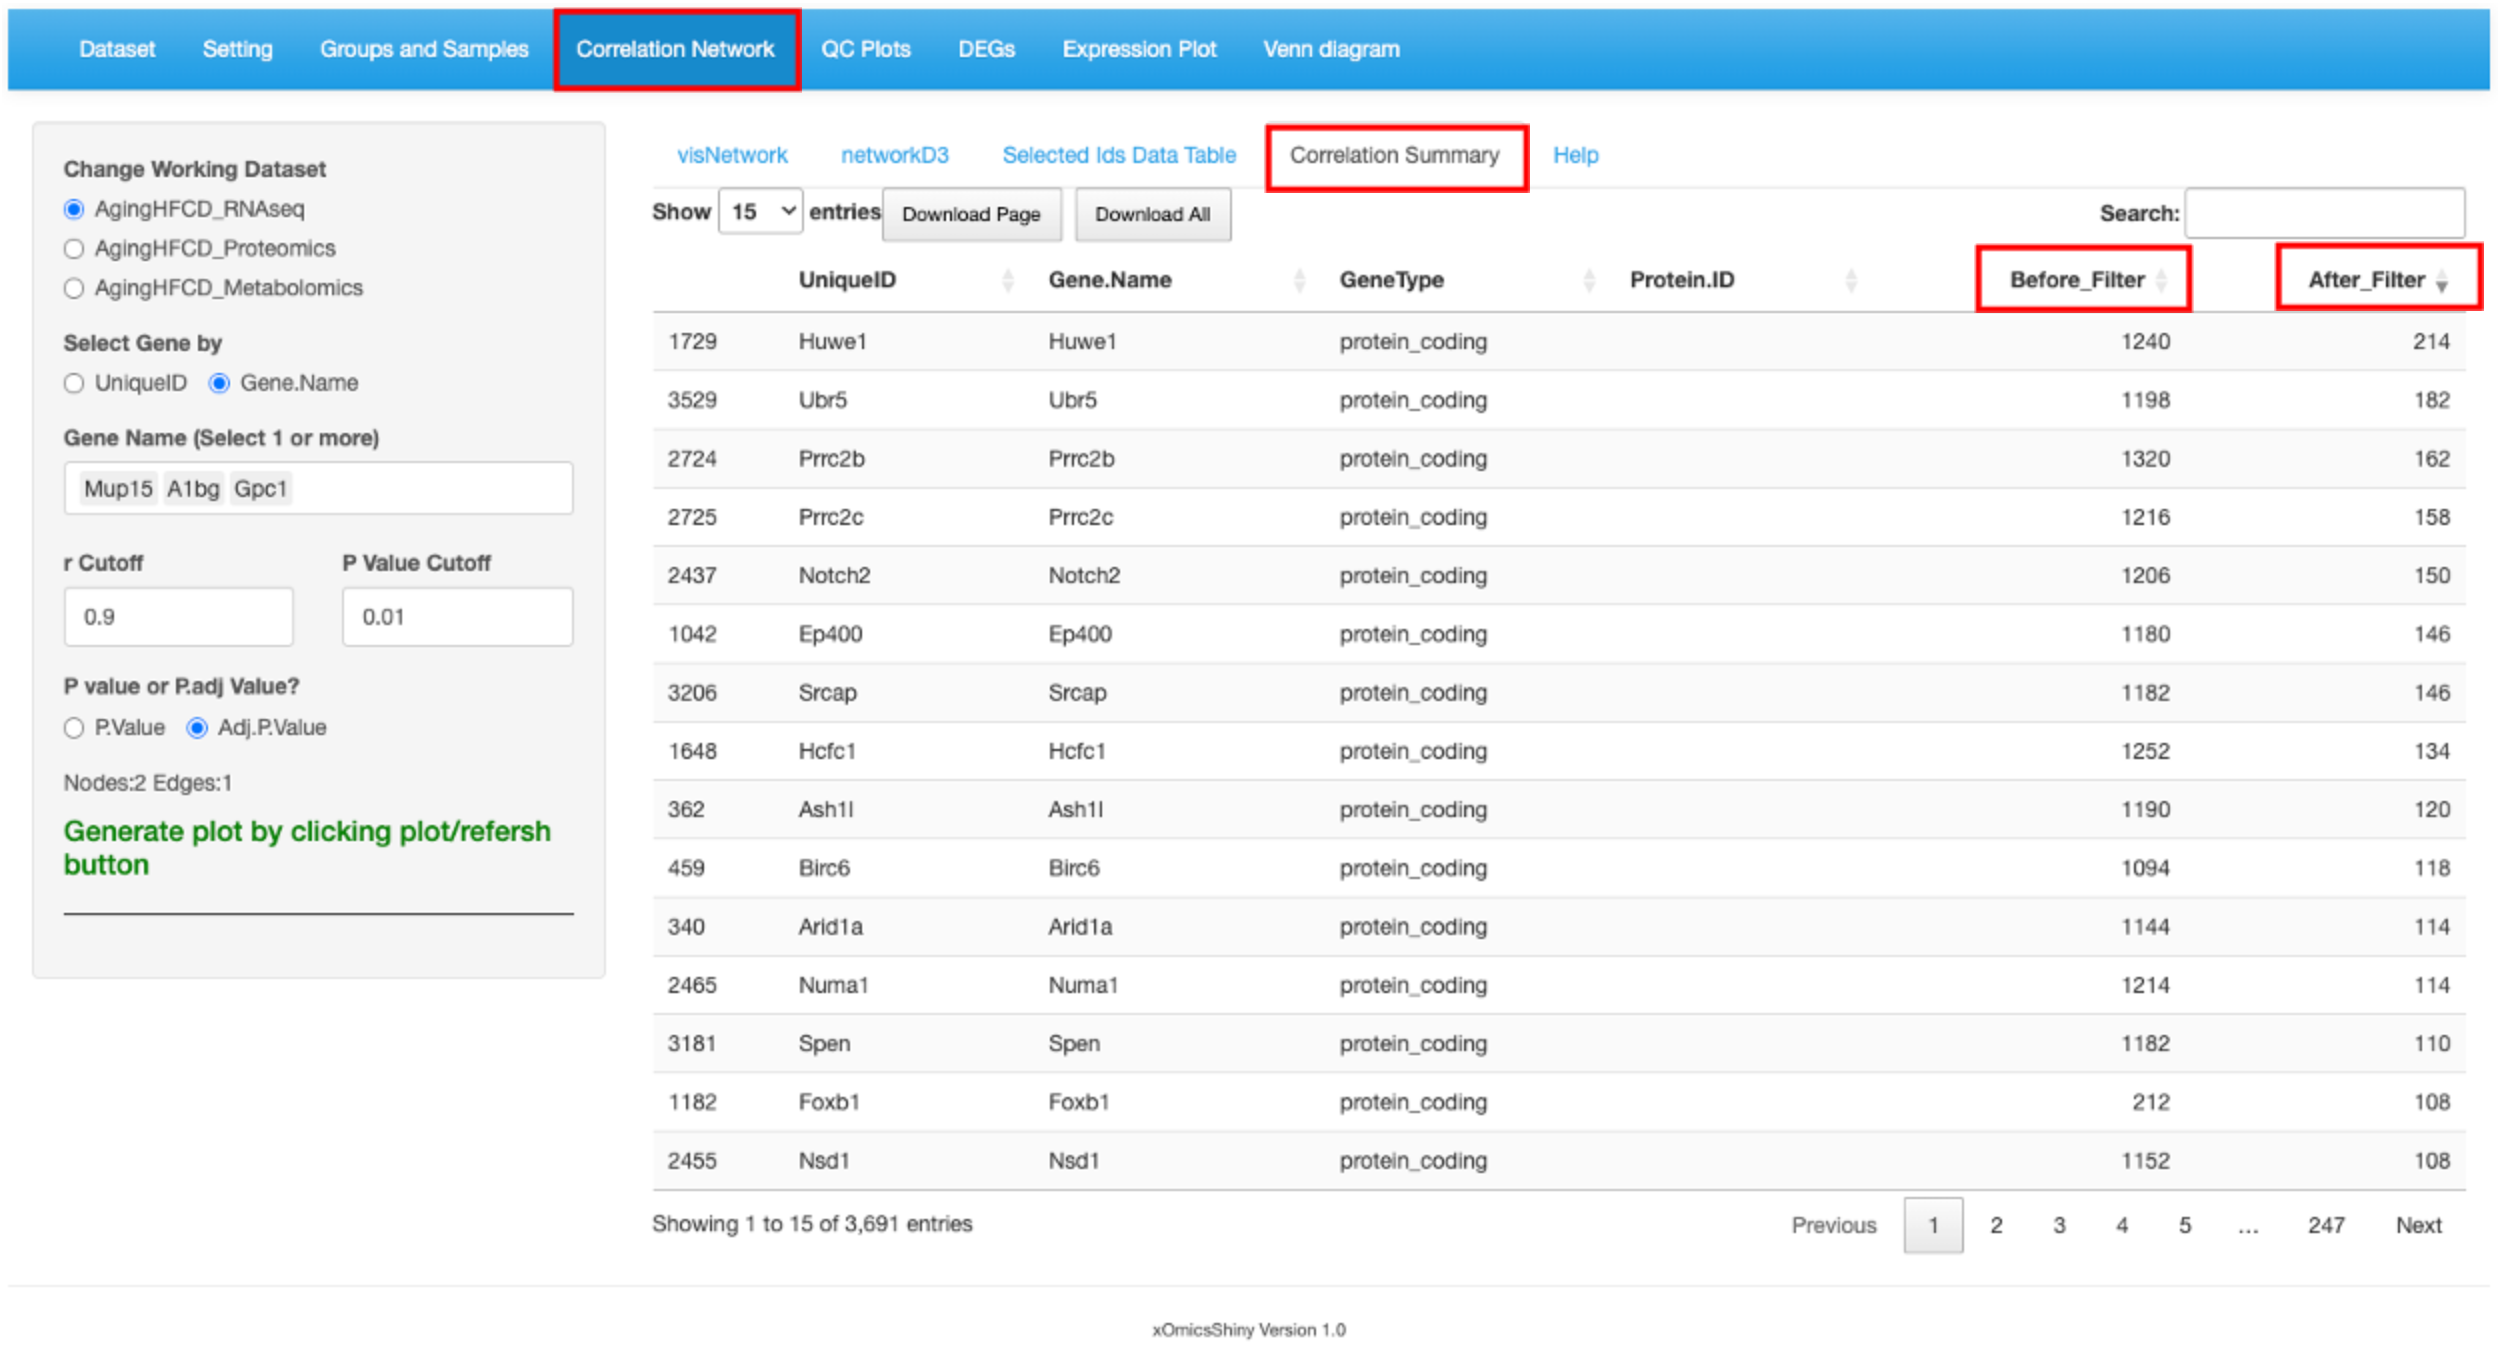 Dataset Setting Groups and Samples Correlation Network QC Plots DEGs Expression Plot Venn diagram
Change Working Dataset
AgingHFCD_RNAseq
AgingHFCD_Proteomics
AgingHFCD_Metabolomics
Select Gene by
UniqueID Gene.Name
Gene Name (Select 1 or more)
Mup15 A1bg Gpc1
r Cutoff P Value Cutoff
0.9 0.01
P value or P.adj Value?
P.Value Adj.P.Value
Nodes:2 Edges:1
Generate plot by clicking plot/refersh
button
visNetwork networkD3 Selected Ids Data Table Correlation Summary Help
Show 15 entries Download Page Download All Search:
UniqueID Gene.Name GeneType Protein.ID Before_Filter After_Filter
1729 Huwe1 Huwe1 protein_coding 1240 214
3529 Ubr5 Ubr5 protein_coding 1198 182
2724 Prrc2b Prrc2b protein_coding 1320 162
2725 Prrc2c Prrc2c protein_coding 1216 158
2437 Notch2 Notch2 protein_coding 1206 150
1042 Ep400 Ep400 protein_coding 1180 146
3206 Srcap Srcap protein_coding 1182 146
1648 Hcfc1 Hcfc1 protein_coding 1252 134
362 Ash1l Ash1l protein_coding 1190 120
459 Birc6 Birc6 protein_coding 1094 118
340 Arid1a Arid1a protein_coding 1144 114
2465 Numa1 Numa1 protein_coding 1214 114
3181 Spen Spen protein_coding 1182 110
1182 Foxb1 Foxb1 protein_coding 212 108
2455 Nsd1 Nsd1 protein_coding 1152 108
Showing 1 to 15 of 3,691 entries Previous 1 2 3 4 5 … 247 Next
xOmicsShiny Version 1.0